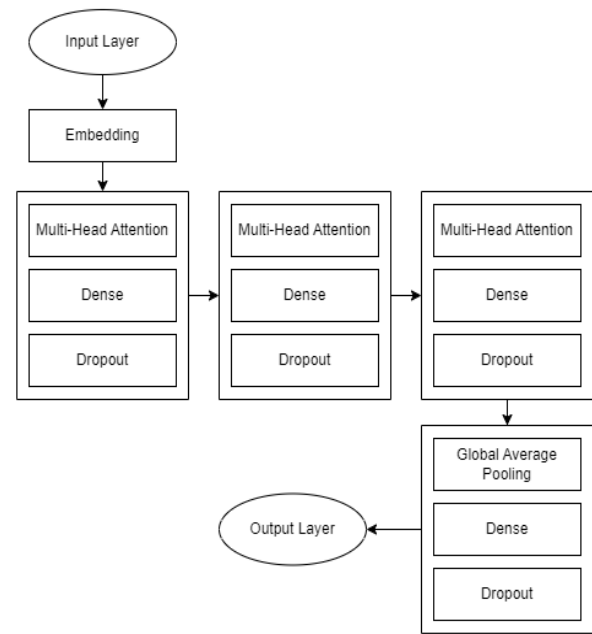 Input Layer
Embedding
Multi-Head Attention
Dense
Dropout
Multi-Head Attention
Dense
Dropout
Multi-Head Attention
Dense
Dropout
Global Average
Pooling
Dense
Dropout
Output Layer